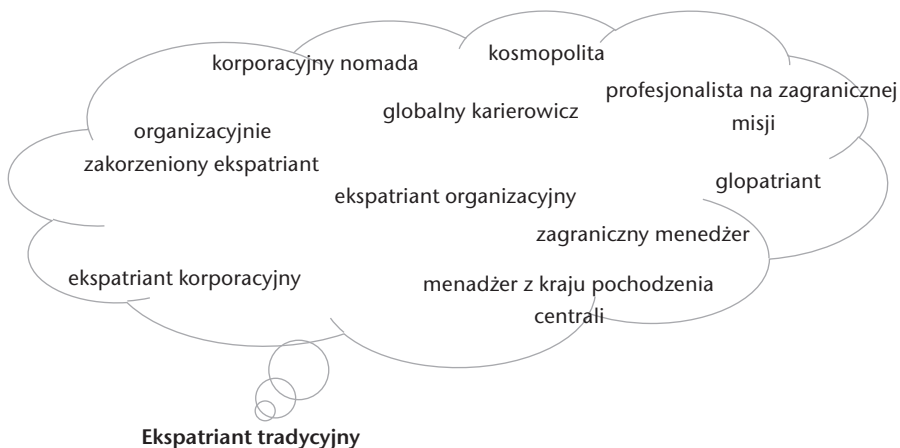 korporacyjny nomada
kosmopolita
profesjonalista na zagranicznej
misji
globalny karierowicz
organizacyjnie
zakorzeniony ekspatriant
glopatriant
ekspatriant organizacyjny
zagraniczny menedżer
ekspatriant korporacyjny
menadżer z kraju pochodzenia
centrali
Ekspatriant tradycyjny